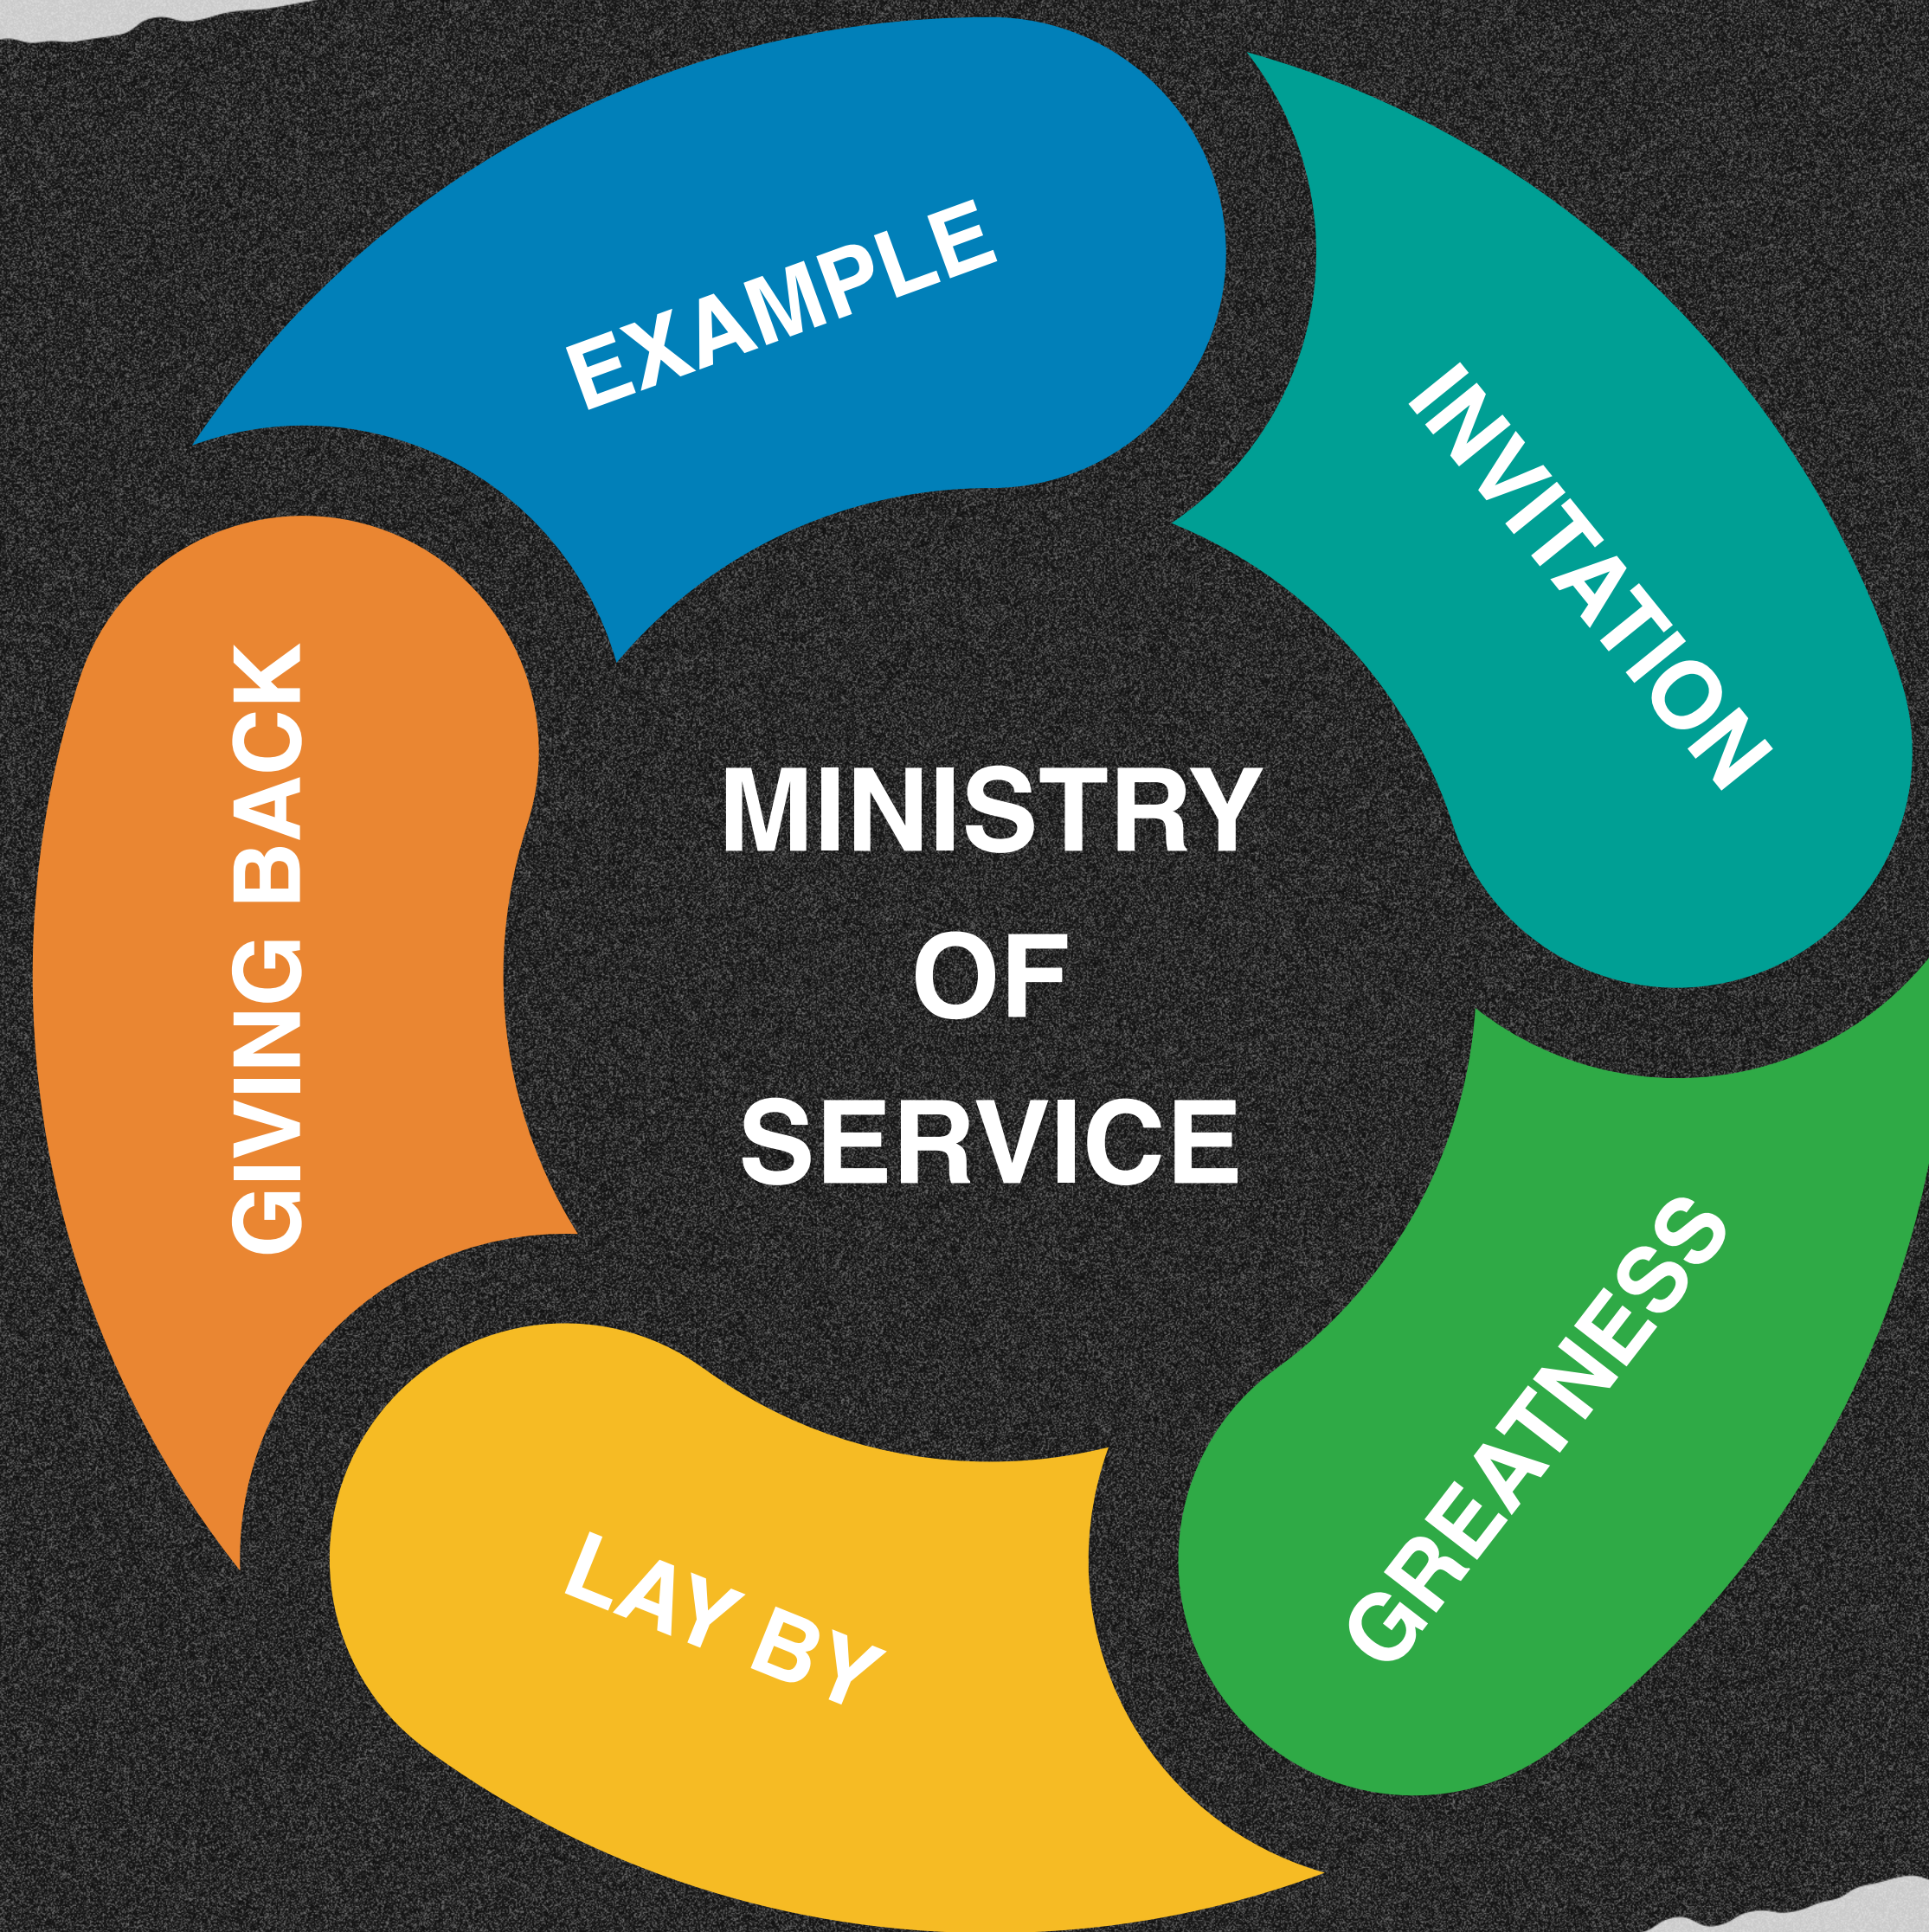 EXAMPLE
INVITATION
GREATNESS
LAY BY
GIVING BACK
MINISTRY
OF
SERVICE